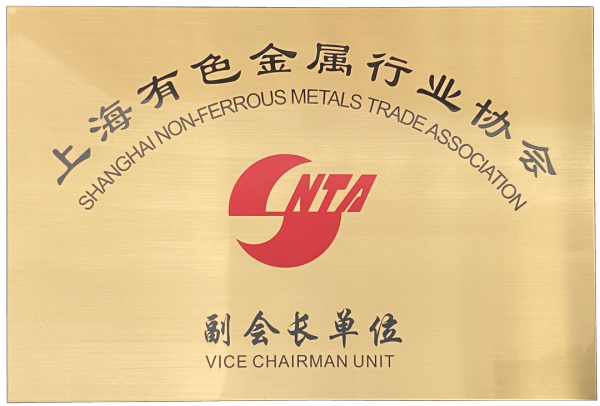 上海有色金属行业协会
SHANGHAI NON-FERROUS METALS TRADE ASSOCIATION
SNTA
副会长单位
VICE CHAIRMAN UNIT